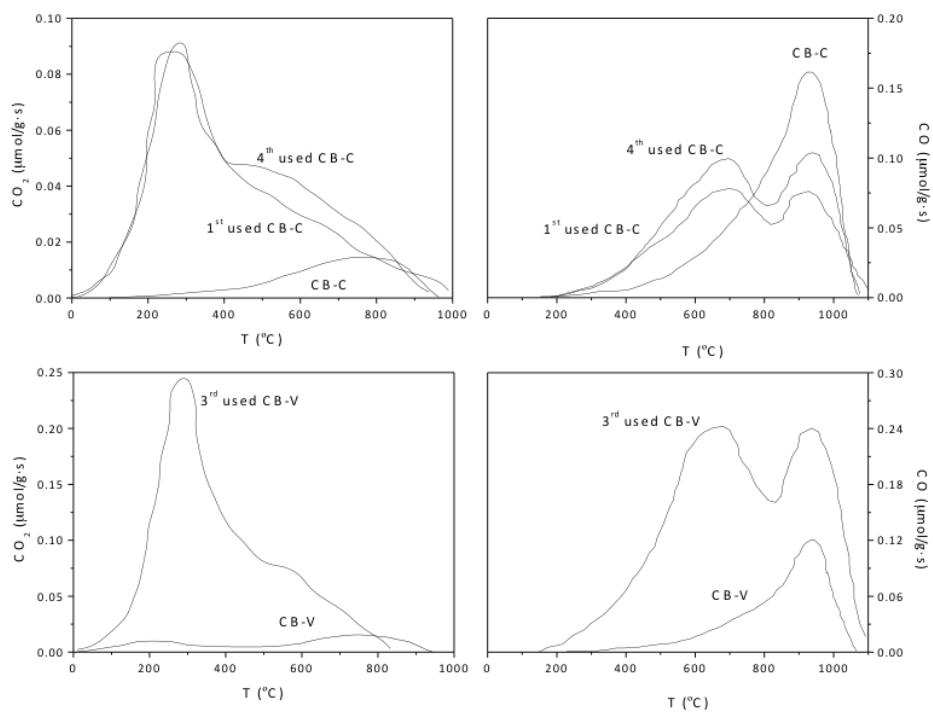 0.10
0.08
0.06
0.04
0.02
0.00
CO₂ (μmol/g·s)
4th used CB-C
1st used CB-C
CB-C
0 200 400 600 800 1000
T (°C)
0.20
0.15
0.10
0.05
0.00
CO (μmol/g·s)
CB-C
4th used CB-C
1st used CB-C
0 200 400 600 800 1000
T (°C)
0.25
0.20
0.15
0.10
0.05
0.00
CO₂ (μmol/g·s)
3rd used CB-V
CB-V
0 200 400 600 800 1000
T (°C)
0.30
0.24
0.18
0.12
0.06
0.00
CO (μmol/g·s)
3rd used CB-V
CB-V
0 200 400 600 800 1000
T (°C)